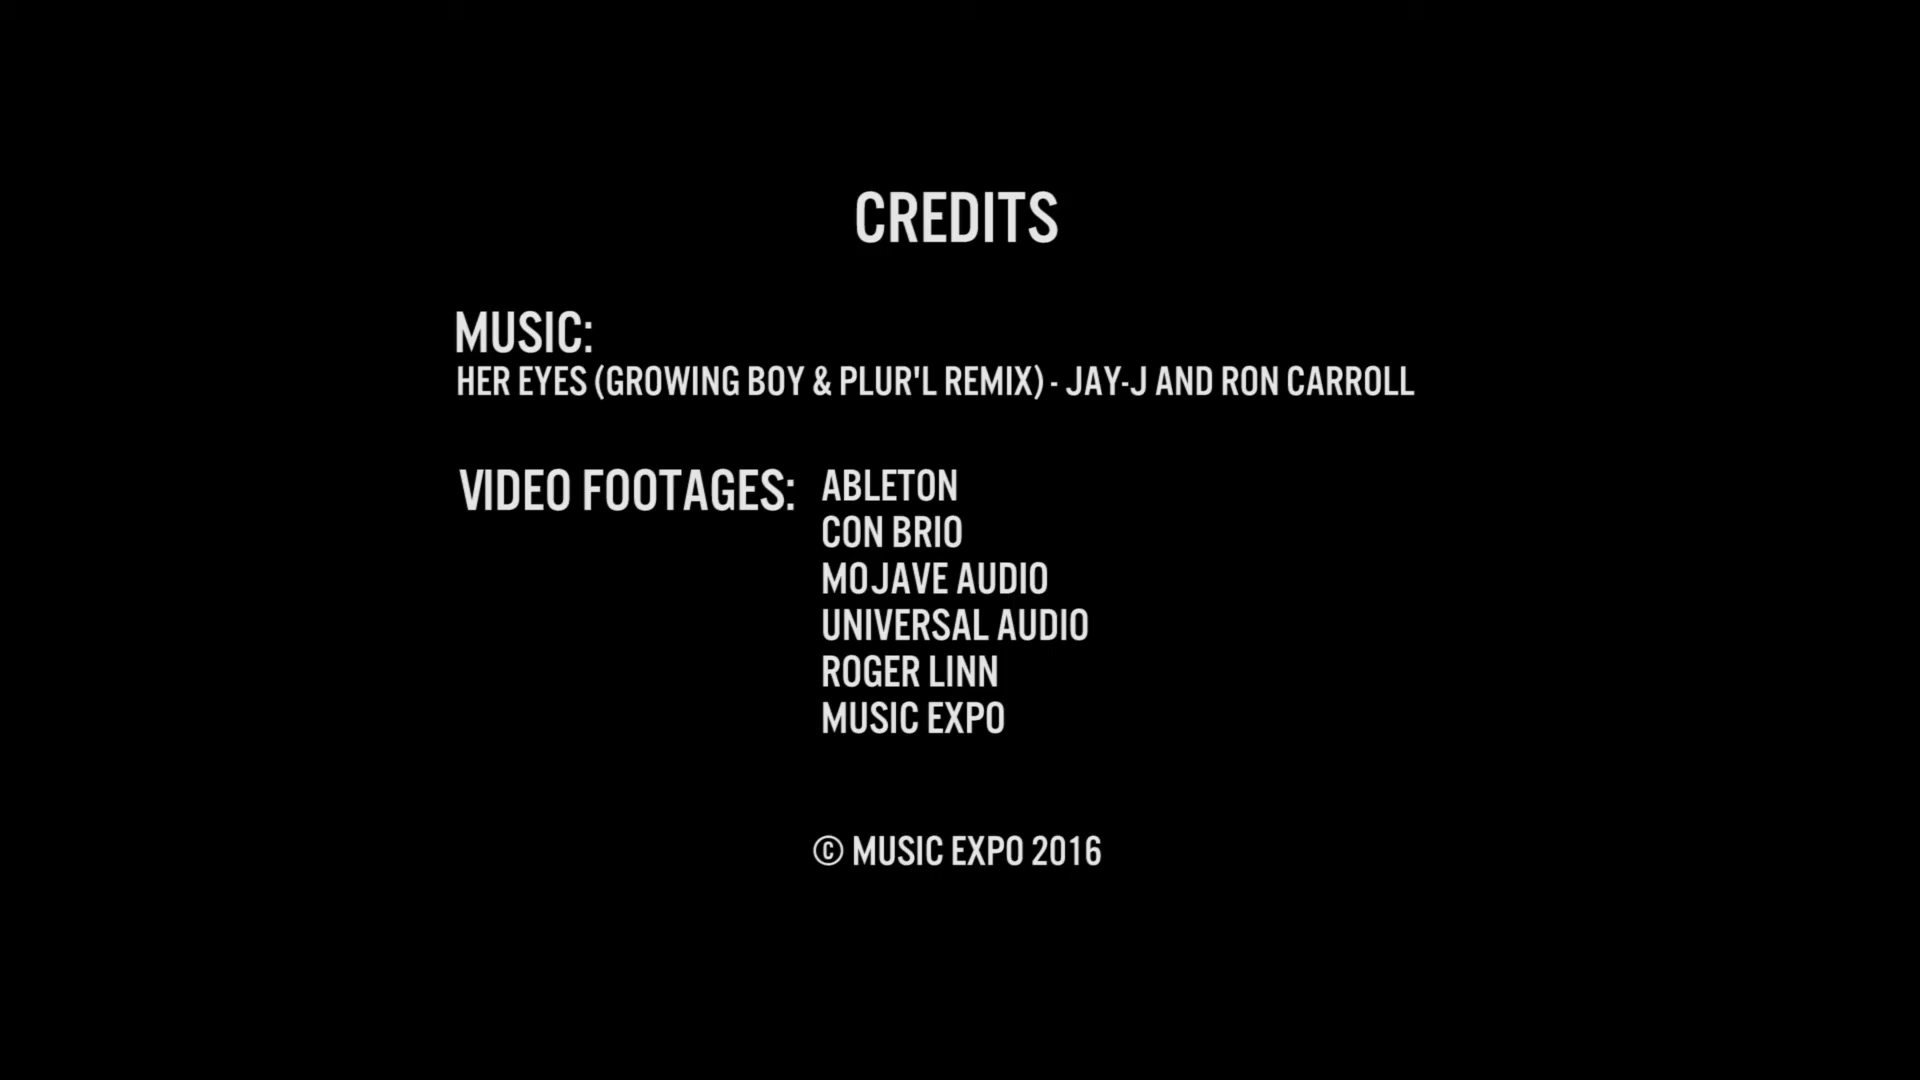 CREDITS
MUSIC:
HER EYES (GROWING BOY & PLUR'L REMIX) - JAY-J AND RON CARROLL
VIDEO FOOTAGES: ABLETON
CON BRIO
MOJAVE AUDIO
UNIVERSAL AUDIO
ROGER LINN
MUSIC EXPO
© MUSIC EXPO 2016